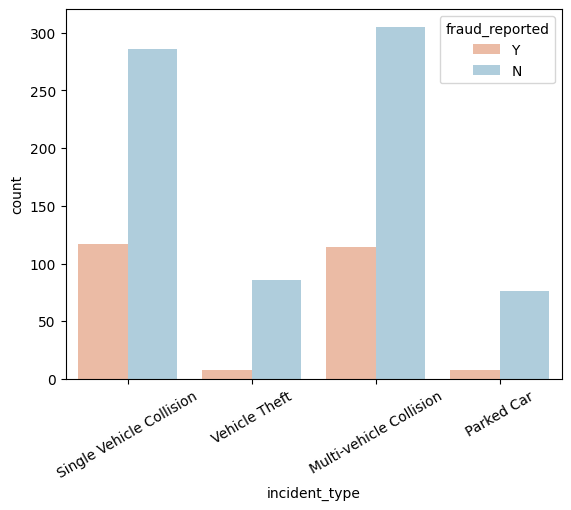 fraud_reported
Y
N
300
250
200
150
100
50
0
count
Single Vehicle Collision
Vehicle Theft
Multi-vehicle Collision
Parked Car
incident_type